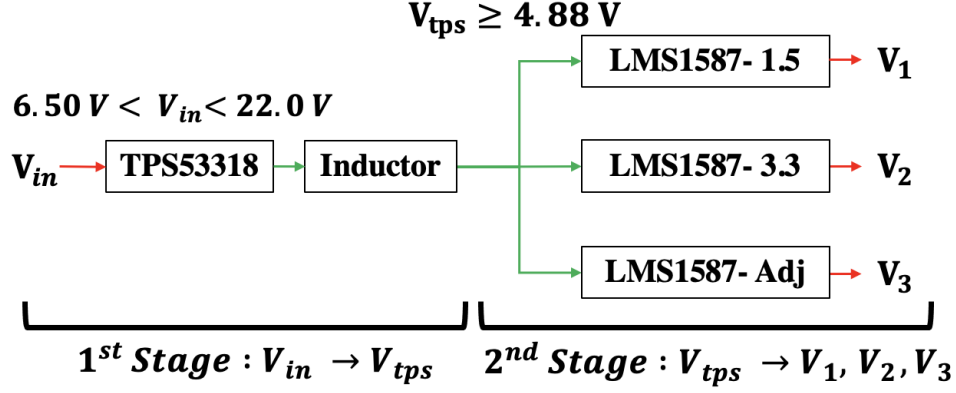 V_tps ≥ 4.88 V
LMS1587- 1.5
V_1
6.50 V < V_in < 22.0 V
V_in
TPS53318
Inductor
LMS1587- 3.3
V_2
LMS1587- Adj
V_3
1^st Stage : V_in → V_tps
2^nd Stage : V_tps → V_1, V_2, V_3